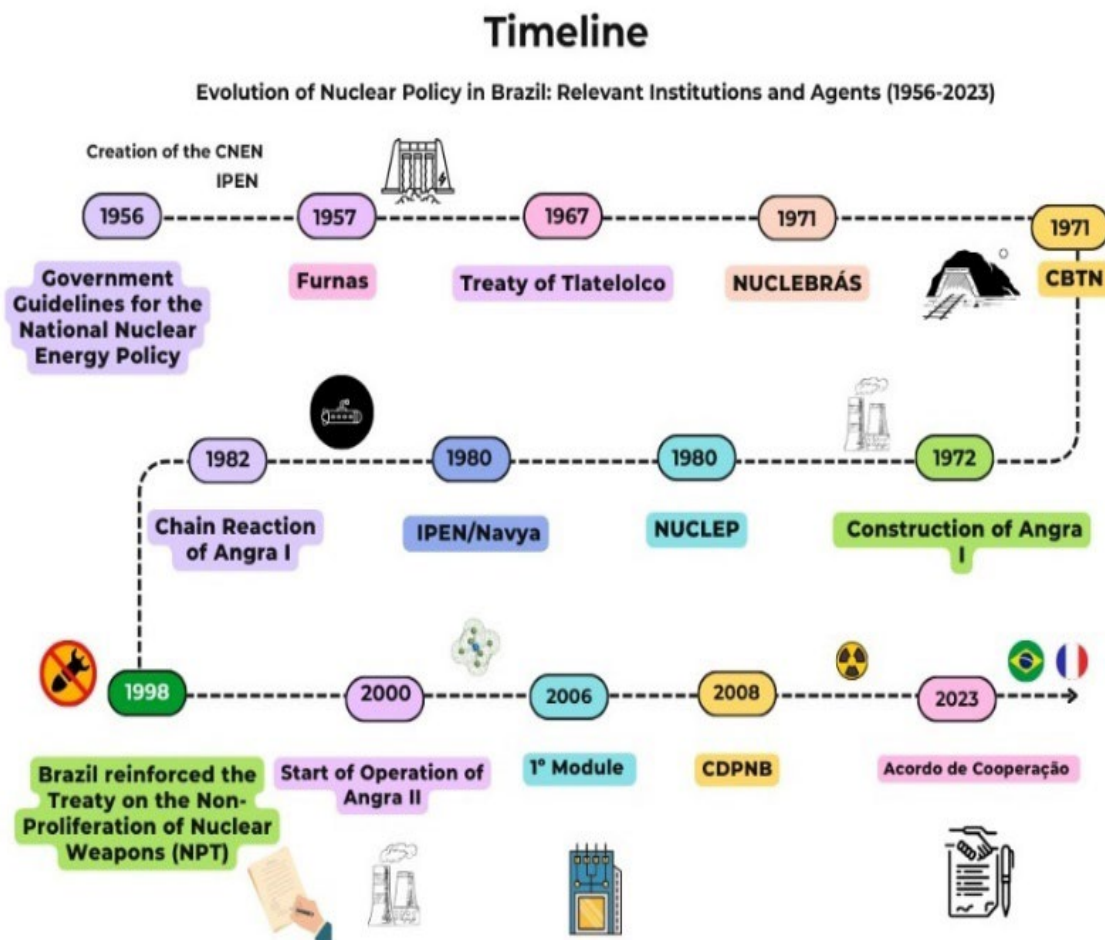 Timeline
Evolution of Nuclear Policy in Brazil: Relevant Institutions and Agents (1956-2023)
Creation of the CNEN
IPEN
1956
1957
1967
1971
1971
Government
Guidelines for the
National Nuclear
Energy Policy
Furnas
Treaty of Tlatelolco
NUCLEBRÁS
CBTN
1982
1980
1980
1972
Chain Reaction
of Angra I
IPEN/Navya
NUCLEP
Construction of Angra
I
1998
2000
2006
2008
2023
Brazil reinforced the
Treaty on the Non-
Proliferation of Nuclear
Weapons (NPT)
Start of Operation of
Angra II
1º Module
CDPNB
Acordo de Cooperação